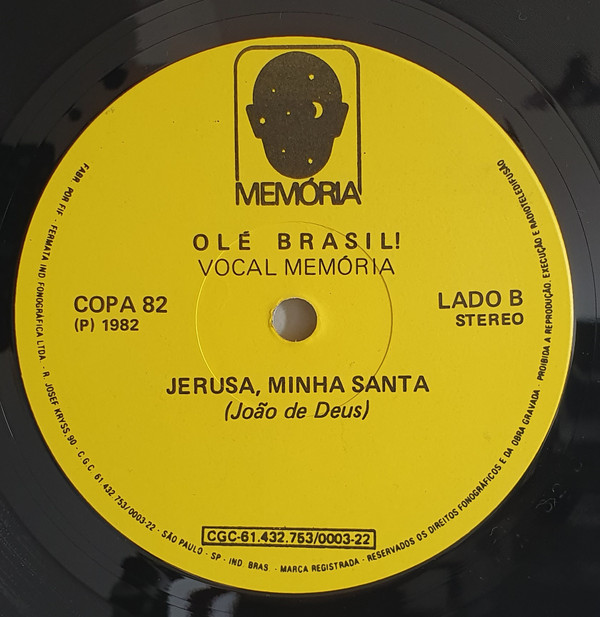 MEMÓRIA
OLÉ BRASIL!
VOCAL MEMÓRIA
COPA 82
(P) 1982
LADO B
STEREO
JERUSA, MINHA SANTA
(João de Deus)
CGC-61.432.753/0003-22
FABR. POR FIF - FERMATA IND FONOGRÁFICA LTDA - R. JOSEF KRYSS, 90 - C.G.C 61.432.753/0003-22 - SÃO PAULO - SP - IND BRAS - MARCA REGISTRADA - RESERVADOS OS DIREITOS FONOGRÁFICOS E DA OBRA GRAVADA - PROIBIDA A REPRODUÇÃO, EXECUÇÃO E RADIOTELEDIFUSÃO